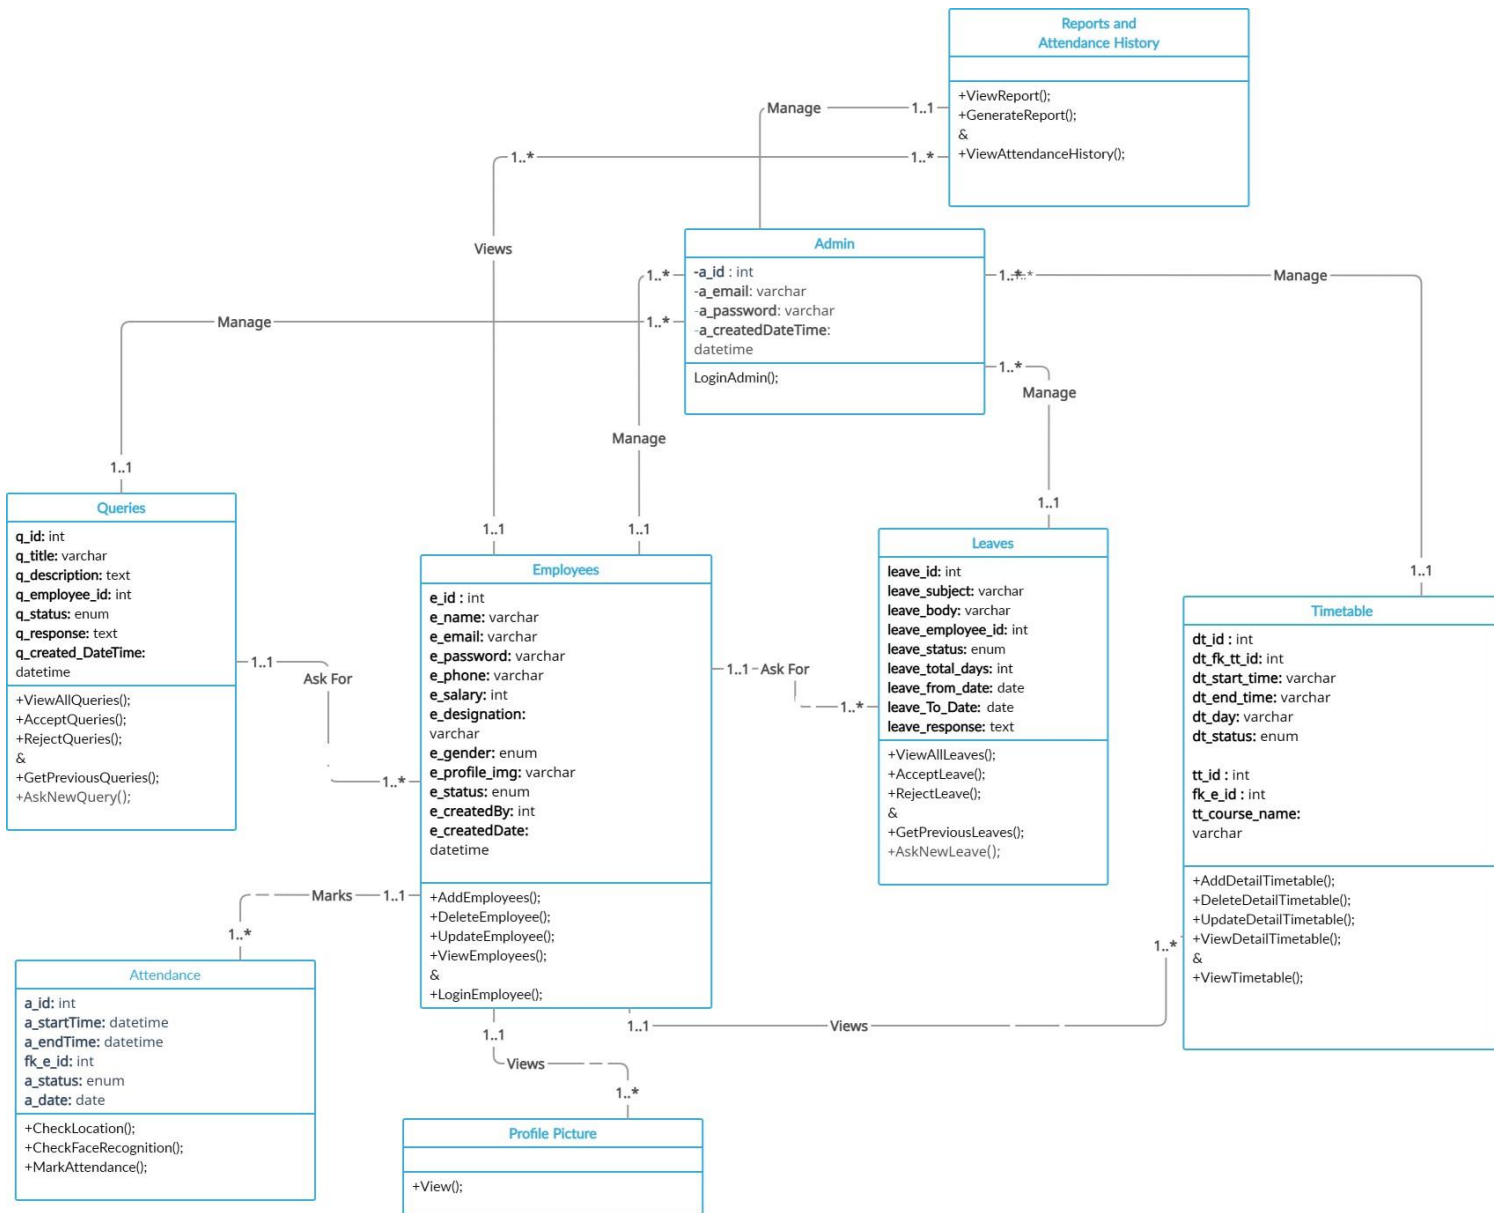 Reports and
Attendance History
+ViewReport();
+GenerateReport();
&
+ViewAttendanceHistory();
Manage
1..1
1..*
1..*
Views
Admin
-a_id : int
-a_email: varchar
-a_password: varchar
-a_createdDateTime:
datetime
LoginAdmin();
1..*
1..*
Manage
1..*
Manage
1..*
Manage
Manage
1..1
1..1
1..1
1..1
1..1
Queries
q_id: int
q_title: varchar
q_description: text
q_employee_id: int
q_status: enum
q_response: text
q_created_DateTime:
datetime
+ViewAllQueries();
+AcceptQueries();
+RejectQueries();
&
+GetPreviousQueries();
+AskNewQuery();
1..1
Ask For
1..*
Employees
e_id : int
e_name: varchar
e_email: varchar
e_password: varchar
e_phone: varchar
e_salary: int
e_designation:
varchar
e_gender: enum
e_profile_img: varchar
e_status: enum
e_createdBy: int
e_createdDate:
datetime
+AddEmployees();
+DeleteEmployee();
+UpdateEmployee();
+ViewEmployees();
&
+LoginEmployee();
1..1
Ask For
1..*
Leaves
leave_id: int
leave_subject: varchar
leave_body: varchar
leave_employee_id: int
leave_status: enum
leave_total_days: int
leave_from_date: date
leave_To_Date: date
leave_response: text
+ViewAllLeaves();
+AcceptLeave();
+RejectLeave();
&
+GetPreviousLeaves();
+AskNewLeave();
Timetable
dt_id : int
dt_fk_tt_id: int
dt_start_time: varchar
dt_end_time: varchar
dt_day: varchar
dt_status: enum
tt_id : int
fk_e_id : int
tt_course_name:
varchar
+AddDetailTimetable();
+DeleteDetailTimetable();
+UpdateDetailTimetable();
+ViewDetailTimetable();
&
+ViewTimetable();
Marks
1..1
1..*
Attendance
a_id: int
a_startTime: datetime
a_endTime: datetime
fk_e_id: int
a_status: enum
a_date: date
+CheckLocation();
+CheckFaceRecognition();
+MarkAttendance();
1..*
1..1
Views
1..1
Views
1..*
Profile Picture
+View();